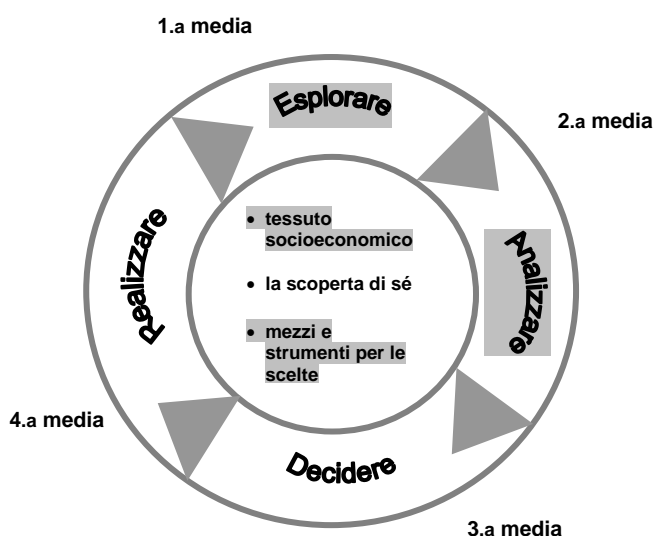 1.a media
Esplorare
2.a media
Realizzare
• tessuto
socioeconomico
• la scoperta di sé
• mezzi e
strumenti per le
scelte
Analizzare
4.a media
Decidere
3.a media